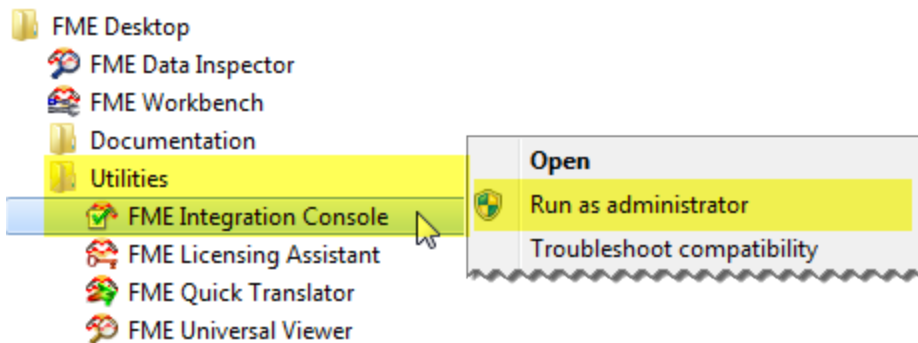 FME Desktop
FME Data Inspector
FME Workbench
Documentation
Utilities
FME Integration Console
FME Licensing Assistant
FME Quick Translator
FME Universal Viewer
Open
Run as administrator
Troubleshoot compatibility